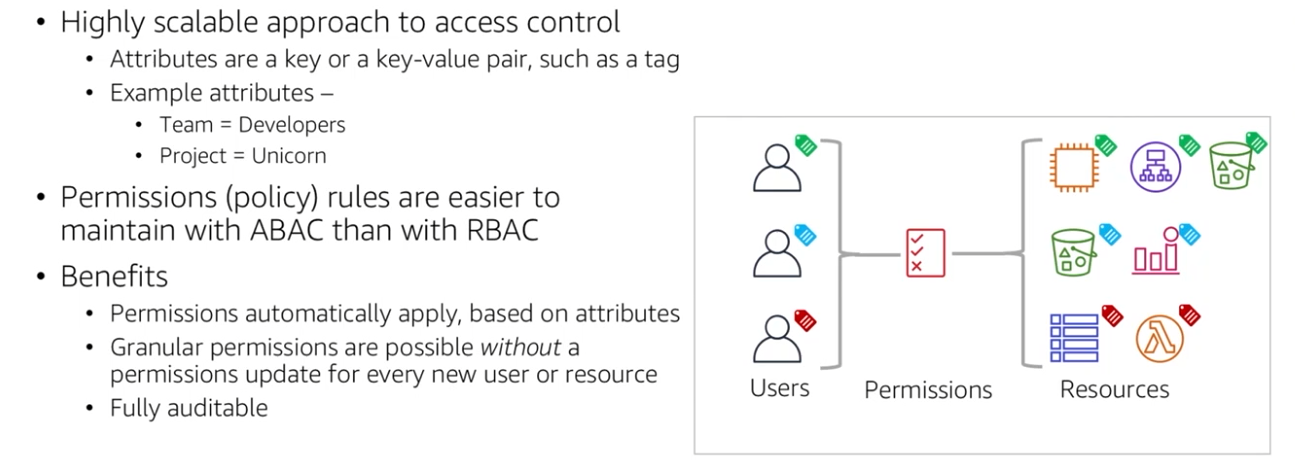 • Highly scalable approach to access control
• Attributes are a key or a key-value pair, such as a tag
• Example attributes –
• Team = Developers
• Project = Unicorn
• Permissions (policy) rules are easier to
maintain with ABAC than with RBAC
• Benefits
• Permissions automatically apply, based on attributes
• Granular permissions are possible without a
permissions update for every new user or resource
• Fully auditable
Users
Permissions
Resources